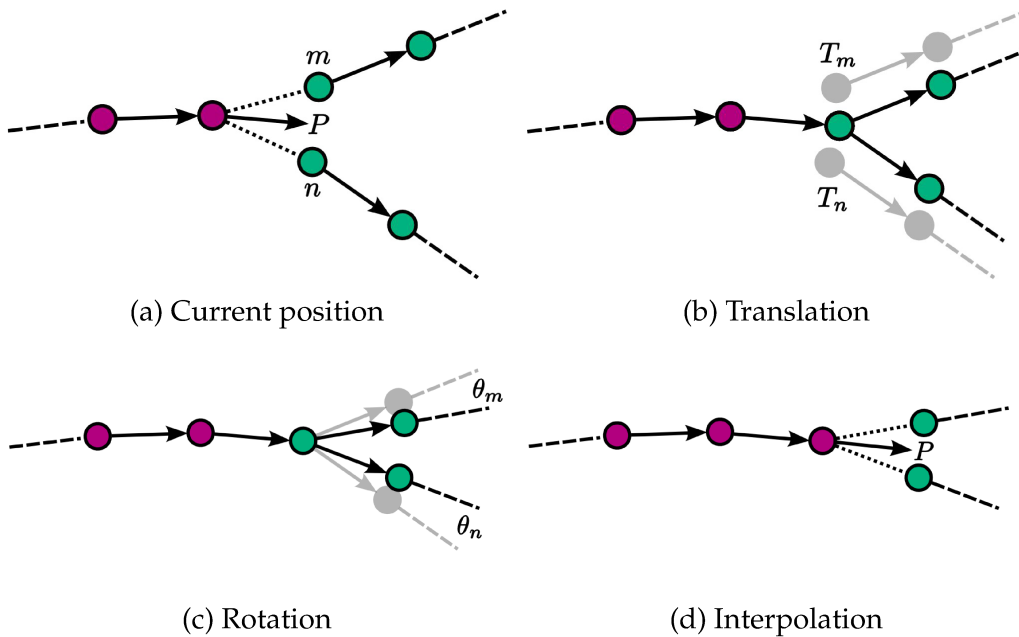 m
P
n
(a) Current position
T_m
T_n
(b) Translation
θ_m
θ_n
(c) Rotation
P
(d) Interpolation